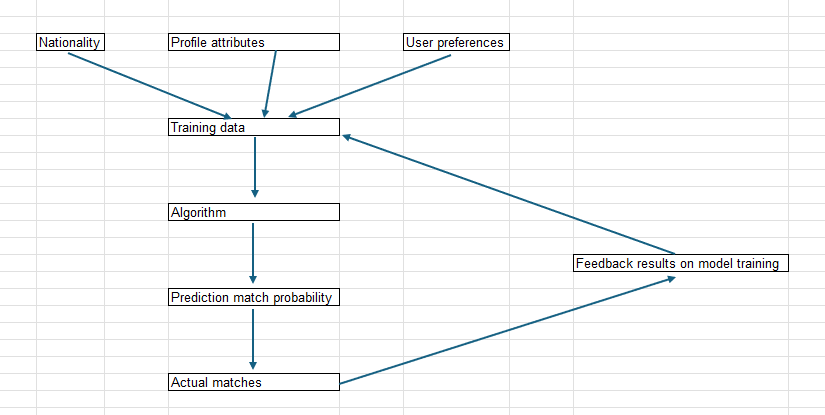 Nationality
Profile attributes
User preferences
Training data
Algorithm
Feedback results on model training
Prediction match probability
Actual matches